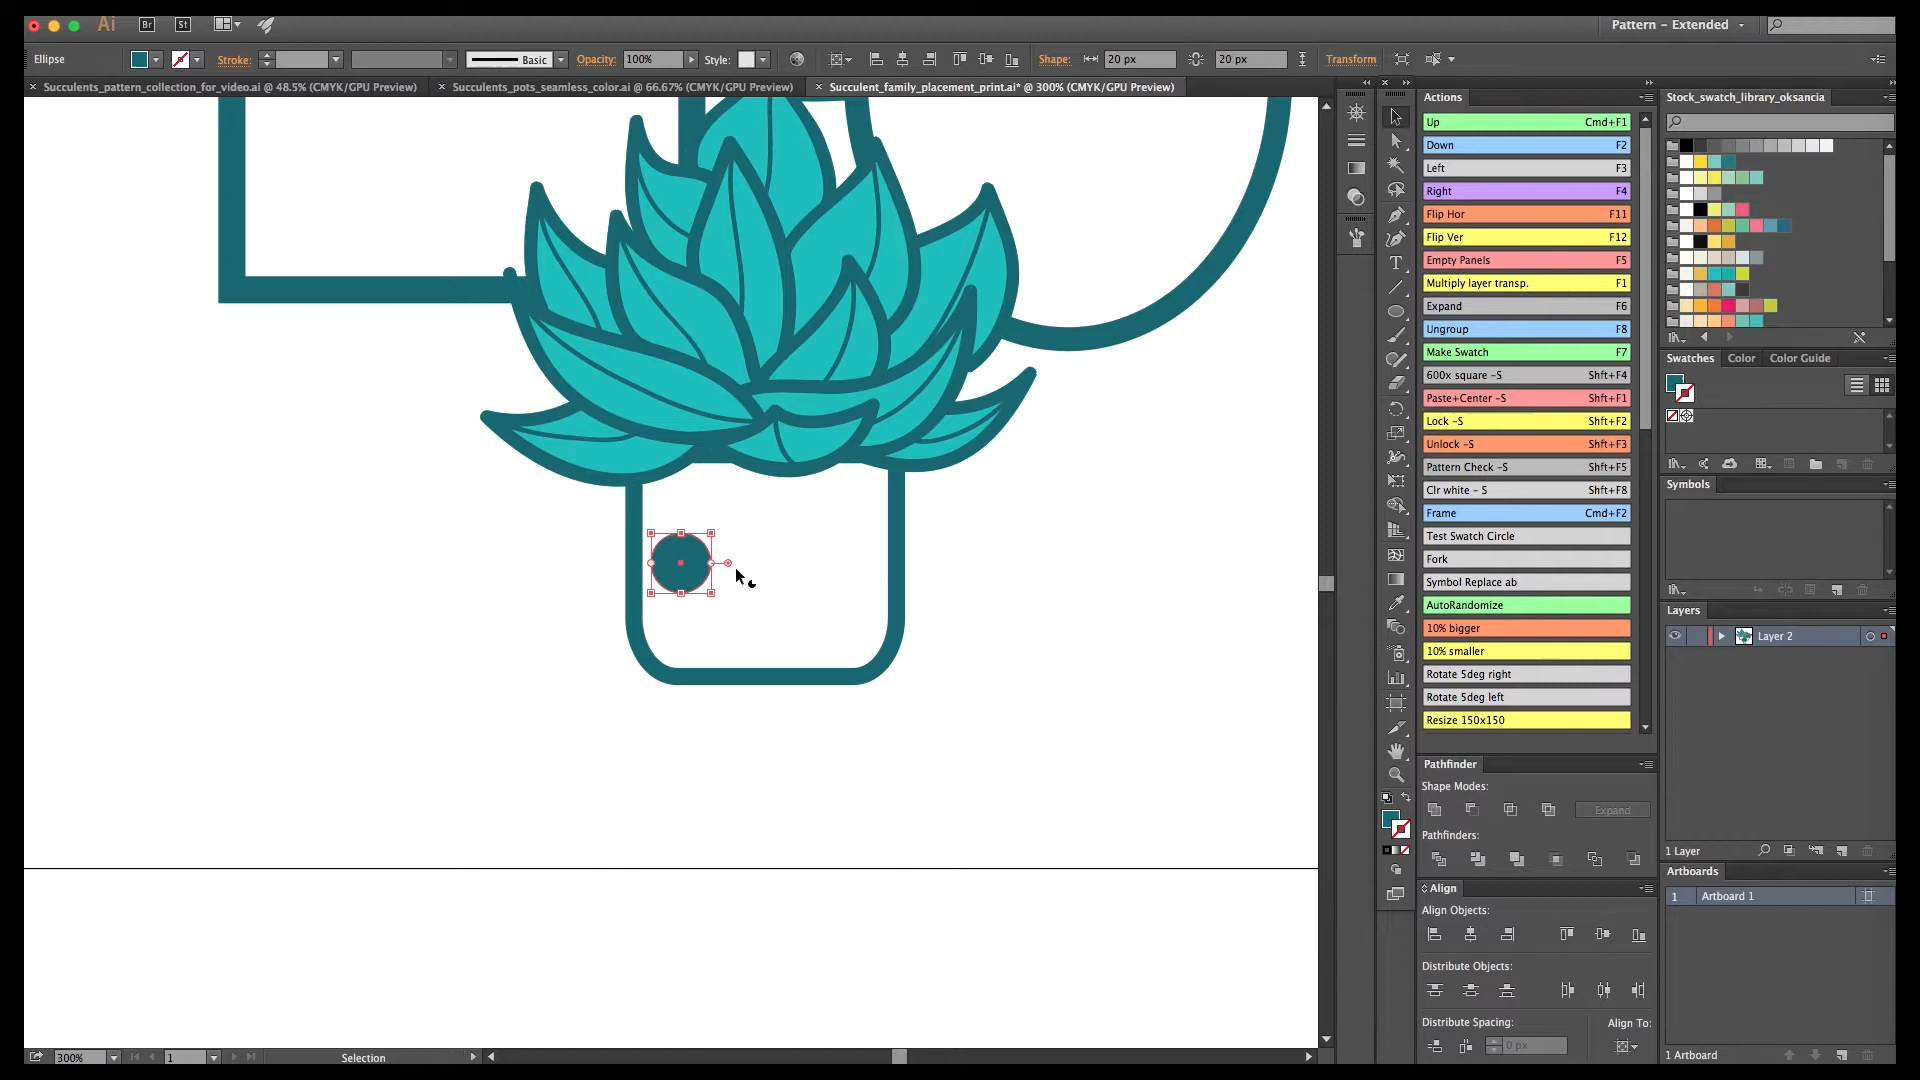 Ai Br St Pattern - Extended
Ellipse Stroke: Basic Opacity: 100% Style: Shape: 20 px 20 px Transform
Succulents_pattern_collection_for_video.ai @ 48.5% (CMYK/GPU Preview) Succulents_pots_seamless_color.ai @ 66.67% (CMYK/GPU Preview) Succulent_family_placement_print.ai* @ 300% (CMYK/GPU Preview)
Actions
Up Cmd+F1
Down F2
Left F3
Right F4
Flip Hor F11
Flip Ver F12
Empty Panels F5
Multiply layer transp. F1
Expand F6
Ungroup F8
Make Swatch F7
600x square -S Shft+F4
Paste+Center -S Shft+F1
Lock -S Shft+F2
Unlock -S Shft+F3
Pattern Check -S Shft+F5
Clr white - S Shft+F8
Frame Cmd+F2
Test Swatch Circle
Fork
Symbol Replace ab
AutoRandomize
10% bigger
10% smaller
Rotate 5deg right
Rotate 5deg left
Resize 150x150
Pathfinder
Shape Modes:
Expand
Pathfinders:
Align
Align Objects:
Distribute Objects:
Distribute Spacing: Align To:
0 px
Stock_swatch_library_oksancia
Swatches Color Color Guide
Symbols
Layers
Layer 2
1 Layer
Artboards
1 Artboard 1
1 Artboard
300% 1 Selection